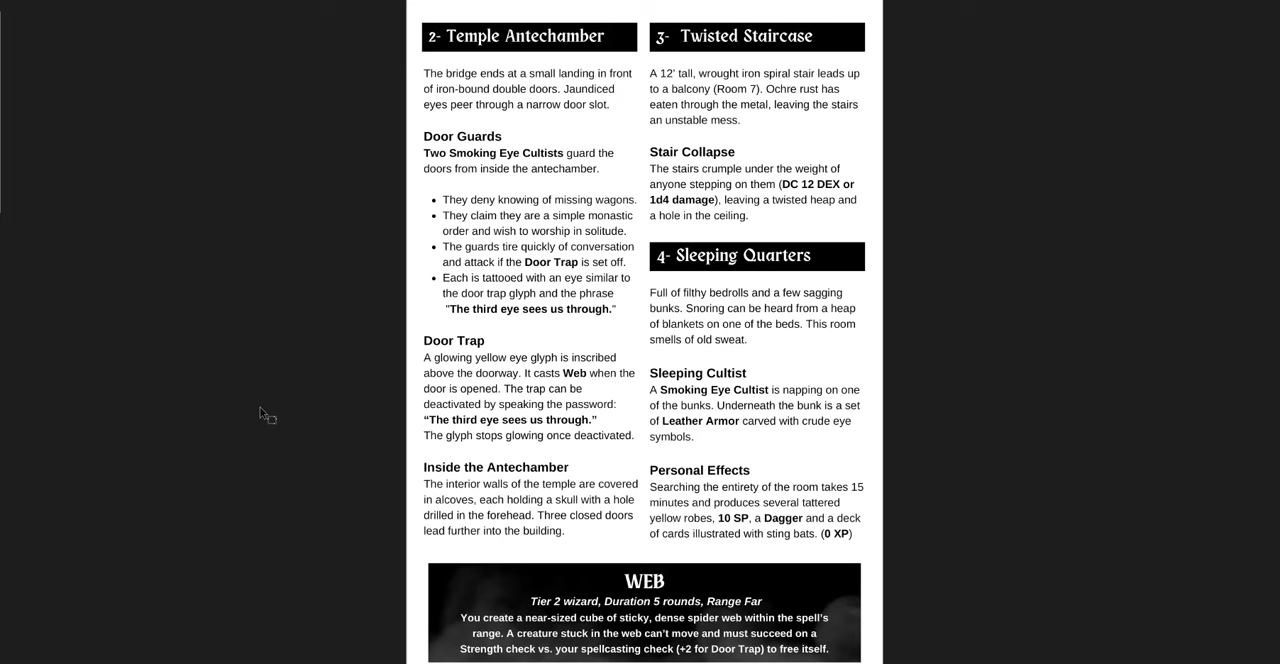 2- Temple Antechamber
The bridge ends at a small landing in front
of iron-bound double doors. Jaundiced
eyes peer through a narrow door slot.
Door Guards
Two Smoking Eye Cultists guard the
doors from inside the antechamber.
• They deny knowing of missing wagons.
• They claim they are a simple monastic
order and wish to worship in solitude.
• The guards tire quickly of conversation
and attack if the Door Trap is set off.
• Each is tattooed with an eye similar to
the door trap glyph and the phrase
"The third eye sees us through."
Door Trap
A glowing yellow eye glyph is inscribed
above the doorway. It casts Web when the
door is opened. The trap can be
deactivated by speaking the password:
“The third eye sees us through.”
The glyph stops glowing once deactivated.
Inside the Antechamber
The interior walls of the temple are covered
in alcoves, each holding a skull with a hole
drilled in the forehead. Three closed doors
lead further into the building.
3- Twisted Staircase
A 12' tall, wrought iron spiral stair leads up
to a balcony (Room 7). Ochre rust has
eaten through the metal, leaving the stairs
an unstable mess.
Stair Collapse
The stairs crumple under the weight of
anyone stepping on them (DC 12 DEX or
1d4 damage), leaving a twisted heap and
a hole in the ceiling.
4- Sleeping Quarters
Full of filthy bedrolls and a few sagging
bunks. Snoring can be heard from a heap
of blankets on one of the beds. This room
smells of old sweat.
Sleeping Cultist
A Smoking Eye Cultist is napping on one
of the bunks. Underneath the bunk is a set
of Leather Armor carved with crude eye
symbols.
Personal Effects
Searching the entirety of the room takes 15
minutes and produces several tattered
yellow robes, 10 SP, a Dagger and a deck
of cards illustrated with sting bats. (0 XP)
WEB
Tier 2 wizard, Duration 5 rounds, Range Far
You create a near-sized cube of sticky, dense spider web within the spell's
range. A creature stuck in the web can't move and must succeed on a
Strength check vs. your spellcasting check (+2 for Door Trap) to free itself.